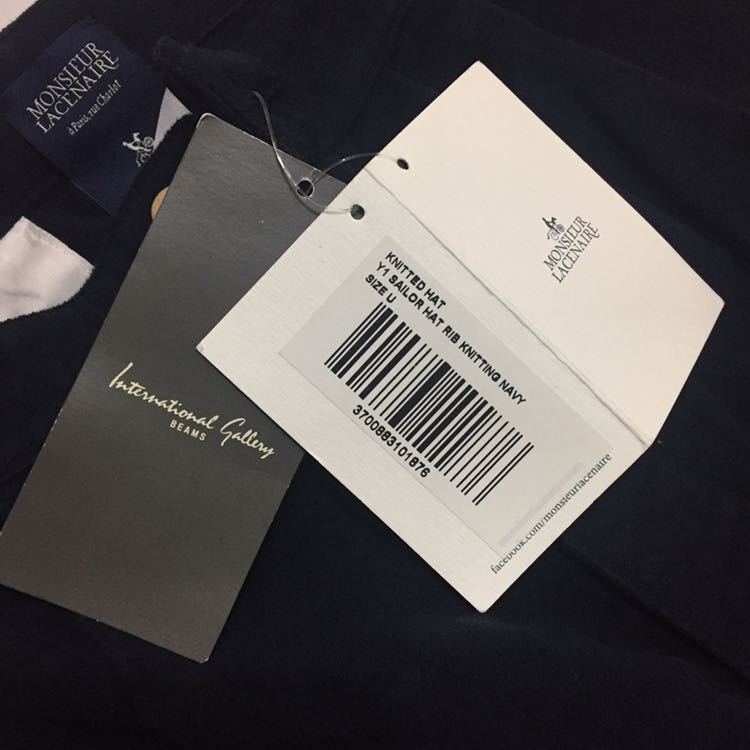 MONSIEUR
LACENAIRE
à Paris, rue Charlot
International Gallery
BEAMS
MONSIEUR
LACENAIRE
KNITTED HAT
Y1 SAILOR HAT RIB KNITTING NAVY
SIZE U
3700883101876
facebook.com/monsieurlacenaire